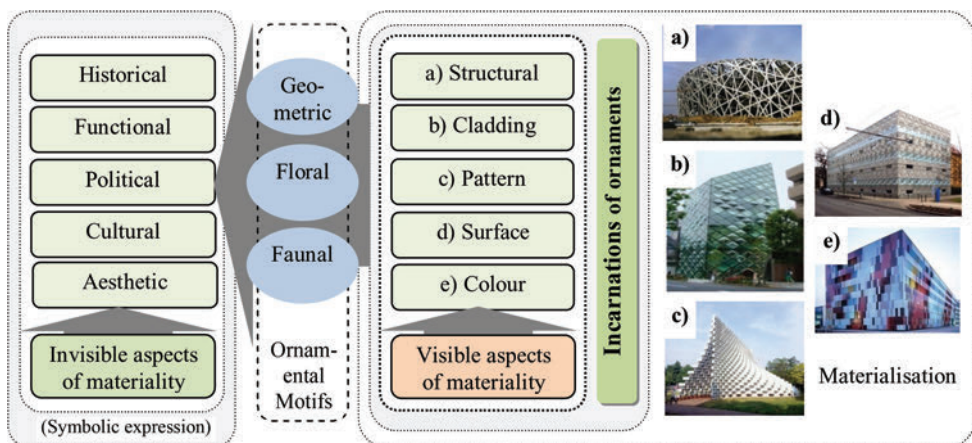 Historical
Functional
Political
Cultural
Aesthetic
Invisible aspects
of materiality
(Symbolic expression)
Geo-
metric
Floral
Faunal
Ornam-
ental
Motifs
a) Structural
b) Cladding
c) Pattern
d) Surface
e) Colour
Visible aspects
of materiality
Incarnations of ornaments
a)
b)
c)
d)
e)
Materialisation